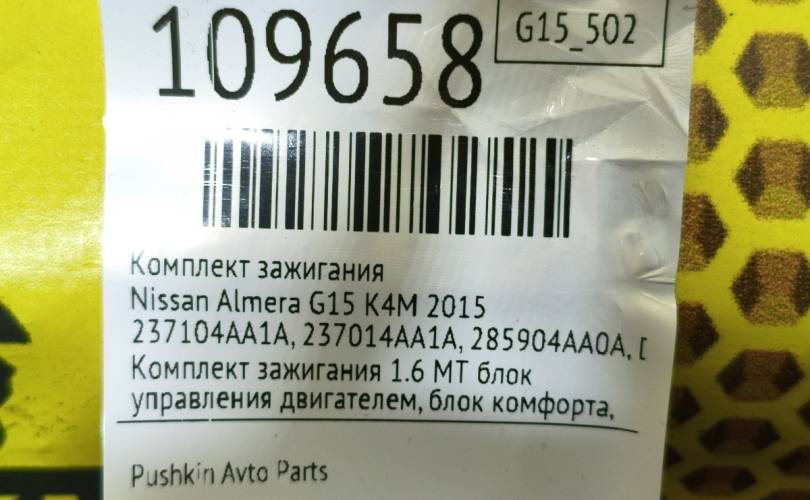 109658
G15_502
Комплект зажигания
Nissan Almera G15 K4M 2015
237104AA1A, 237014AA1A, 285904AA0A,
Комплект зажигания 1.6 МТ блок
управления двигателем, блок комфорта,
Pushkin Avto Parts